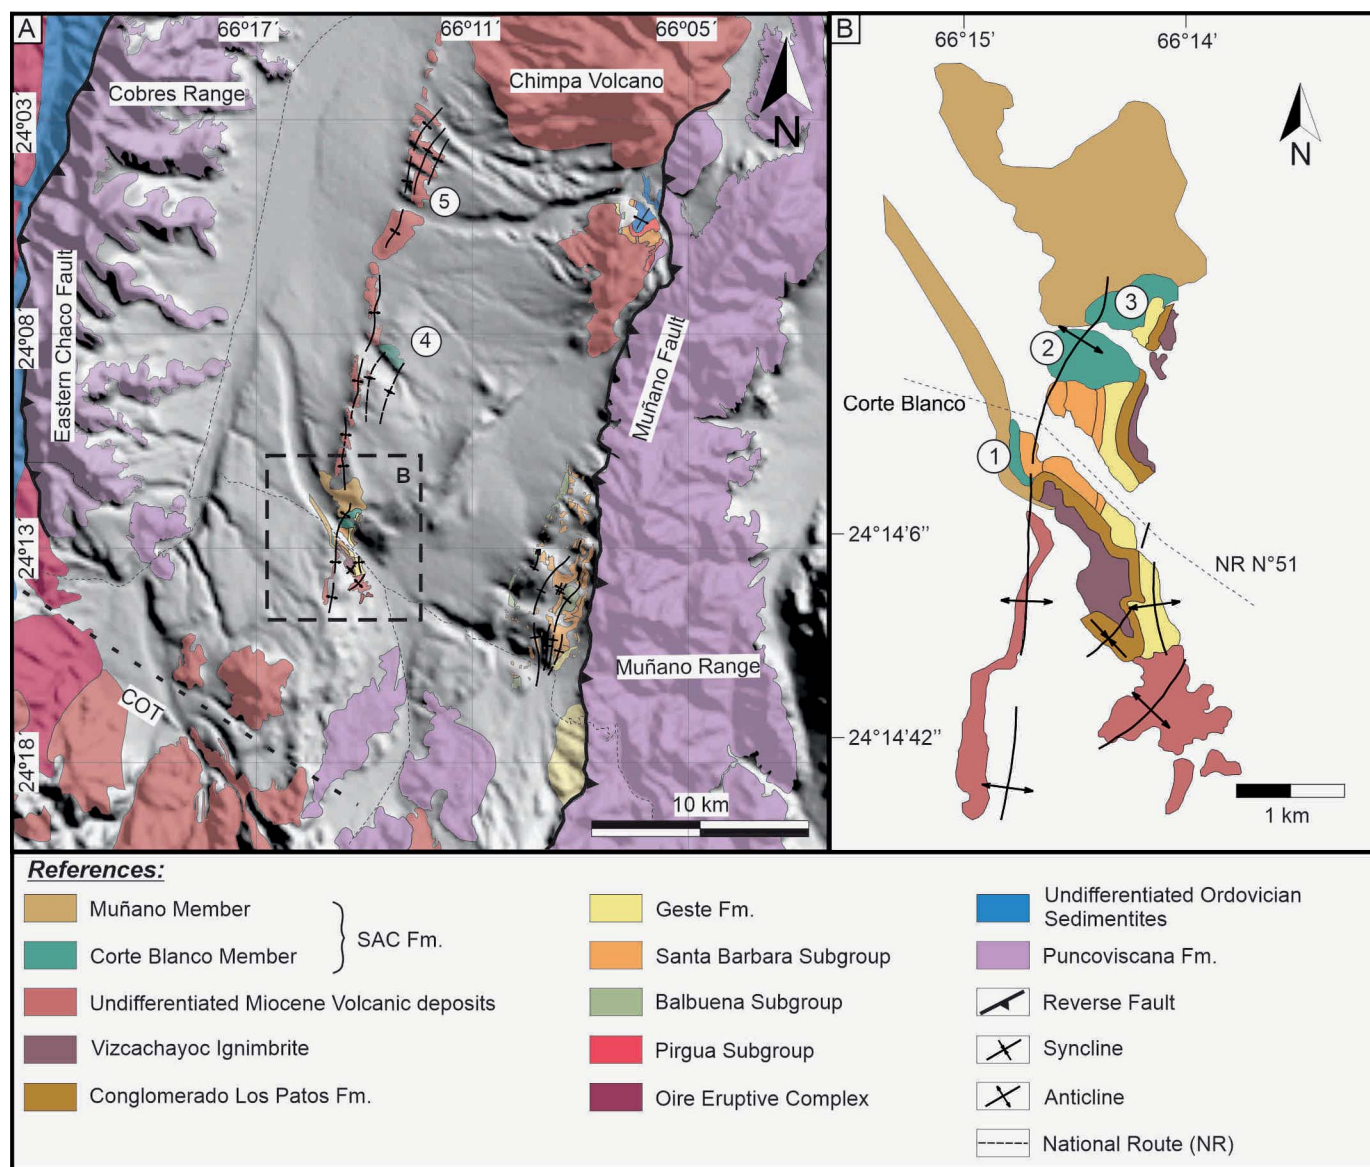 A
66°17´
66°11´
66°05´
Cobres Range
Chimpa Volcano
N
24°03´
5
Eastern Chaco Fault
24°08´
4
Muñano Fault
B
24°13´
COT
Muñano Range
24°18´
10 km
B
66°15´
66°14´
N
3
2
Corte Blanco
1
24°14'6''
NR N°51
24°14'42''
1 km
References:
Muñano Member
Corte Blanco Member
SAC Fm.
Undifferentiated Miocene Volcanic deposits
Vizcachayoc Ignimbrite
Conglomerado Los Patos Fm.
Geste Fm.
Santa Barbara Subgroup
Balbuena Subgroup
Pirgua Subgroup
Oire Eruptive Complex
Undifferentiated Ordovician
Sedimentites
Puncoviscana Fm.
Reverse Fault
Syncline
Anticline
National Route (NR)